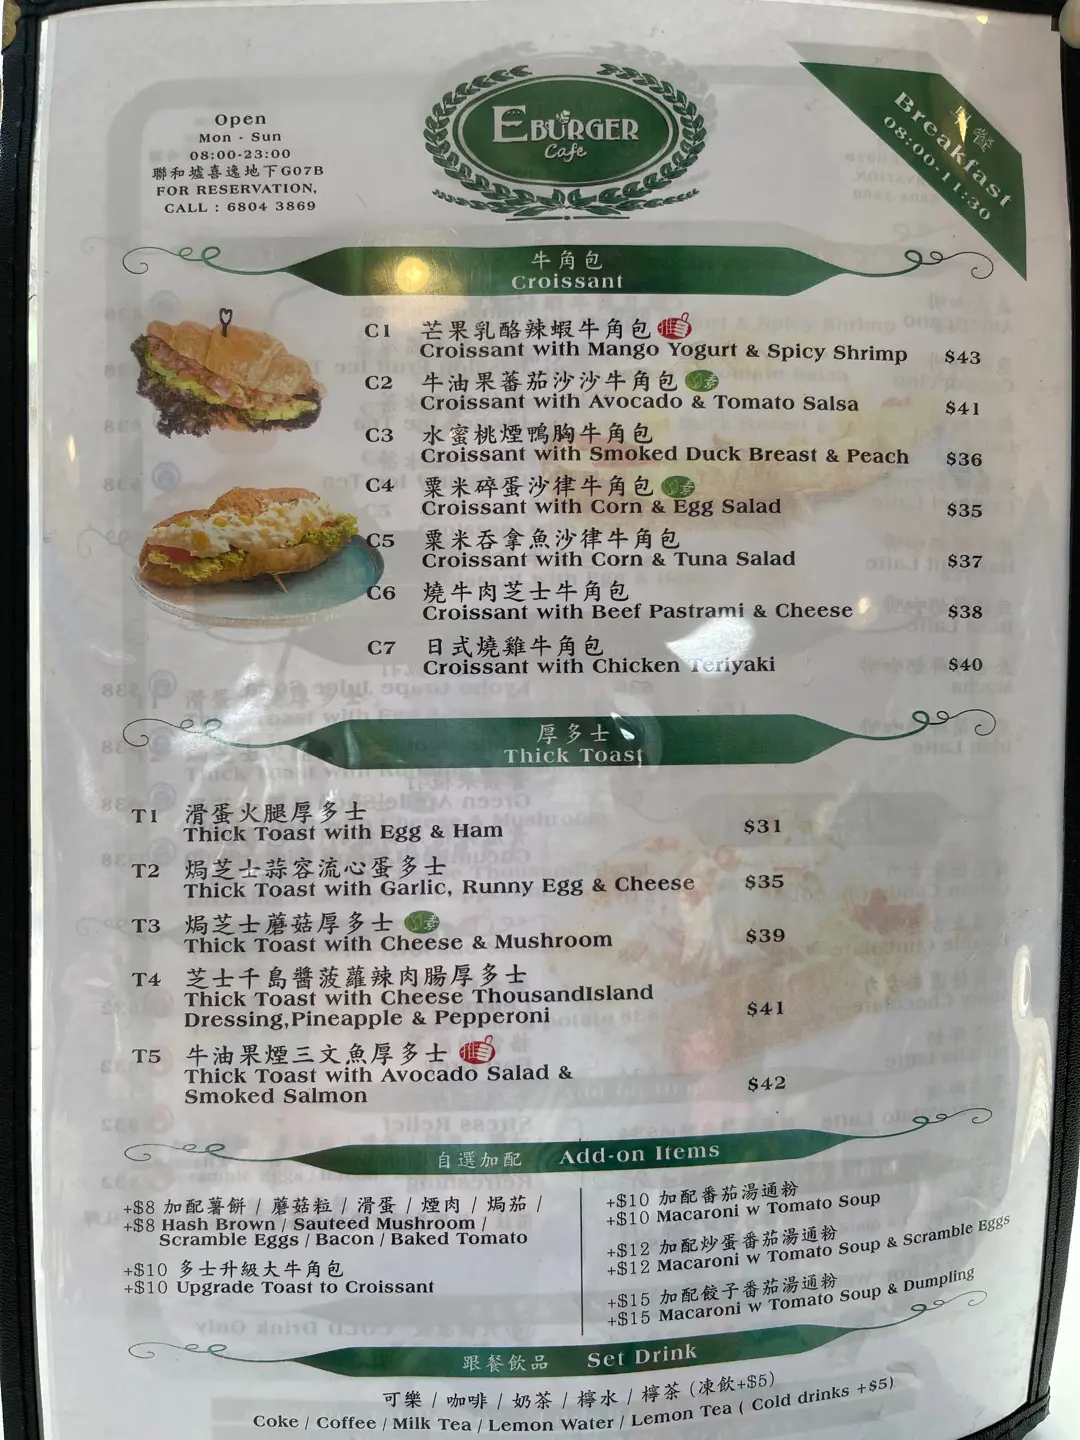 Open
Mon - Sun
08:00-23:00
聯和墟喜逸地下G07B
FOR RESERVATION,
CALL : 6804 3869
EBURGER
Cafe
早餐
Breakfast
08:00-11:30
牛角包
Croissant
C1 芒果乳酪辣蝦牛角包 推
Croissant with Mango Yogurt & Spicy Shrimp $43
C2 牛油果蕃茄沙沙牛角包 素
Croissant with Avocado & Tomato Salsa $41
C3 水蜜桃煙鴨胸牛角包
Croissant with Smoked Duck Breast & Peach $36
C4 粟米碎蛋沙律牛角包 素
Croissant with Corn & Egg Salad $35
C5 粟米吞拿魚沙律牛角包
Croissant with Corn & Tuna Salad $37
C6 燒牛肉芝士牛角包
Croissant with Beef Pastrami & Cheese $38
C7 日式燒雞牛角包
Croissant with Chicken Teriyaki $40
厚多士
Thick Toast
T1 滑蛋火腿厚多士
Thick Toast with Egg & Ham $31
T2 焗芝士蒜容流心蛋多士
Thick Toast with Garlic, Runny Egg & Cheese $35
T3 焗芝士蘑菇厚多士 素
Thick Toast with Cheese & Mushroom $39
T4 芝士千島醬菠蘿辣肉腸厚多士
Thick Toast with Cheese ThousandIsland
Dressing,Pineapple & Pepperoni $41
T5 牛油果煙三文魚厚多士 推
Thick Toast with Avocado Salad &
Smoked Salmon $42
自選加配 Add-on Items
+$8 加配薯餅 / 蘑菇粒 / 滑蛋 / 煙肉 / 焗茄 /
+$8 Hash Brown / Sauteed Mushroom /
Scramble Eggs / Bacon / Baked Tomato
+$10 多士升級大牛角包
+$10 Upgrade Toast to Croissant
+$10 加配番茄湯通粉
+$10 Macaroni w Tomato Soup
+$12 加配炒蛋番茄湯通粉
+$12 Macaroni w Tomato Soup & Scramble Eggs
+$15 加配餃子番茄湯通粉
+$15 Macaroni w Tomato Soup & Dumpling
跟餐飲品 Set Drink
可樂 / 咖啡 / 奶茶 / 檸水 / 檸茶 (凍飲+$5)
Coke / Coffee / Milk Tea / Lemon Water / Lemon Tea ( Cold drinks +$5)